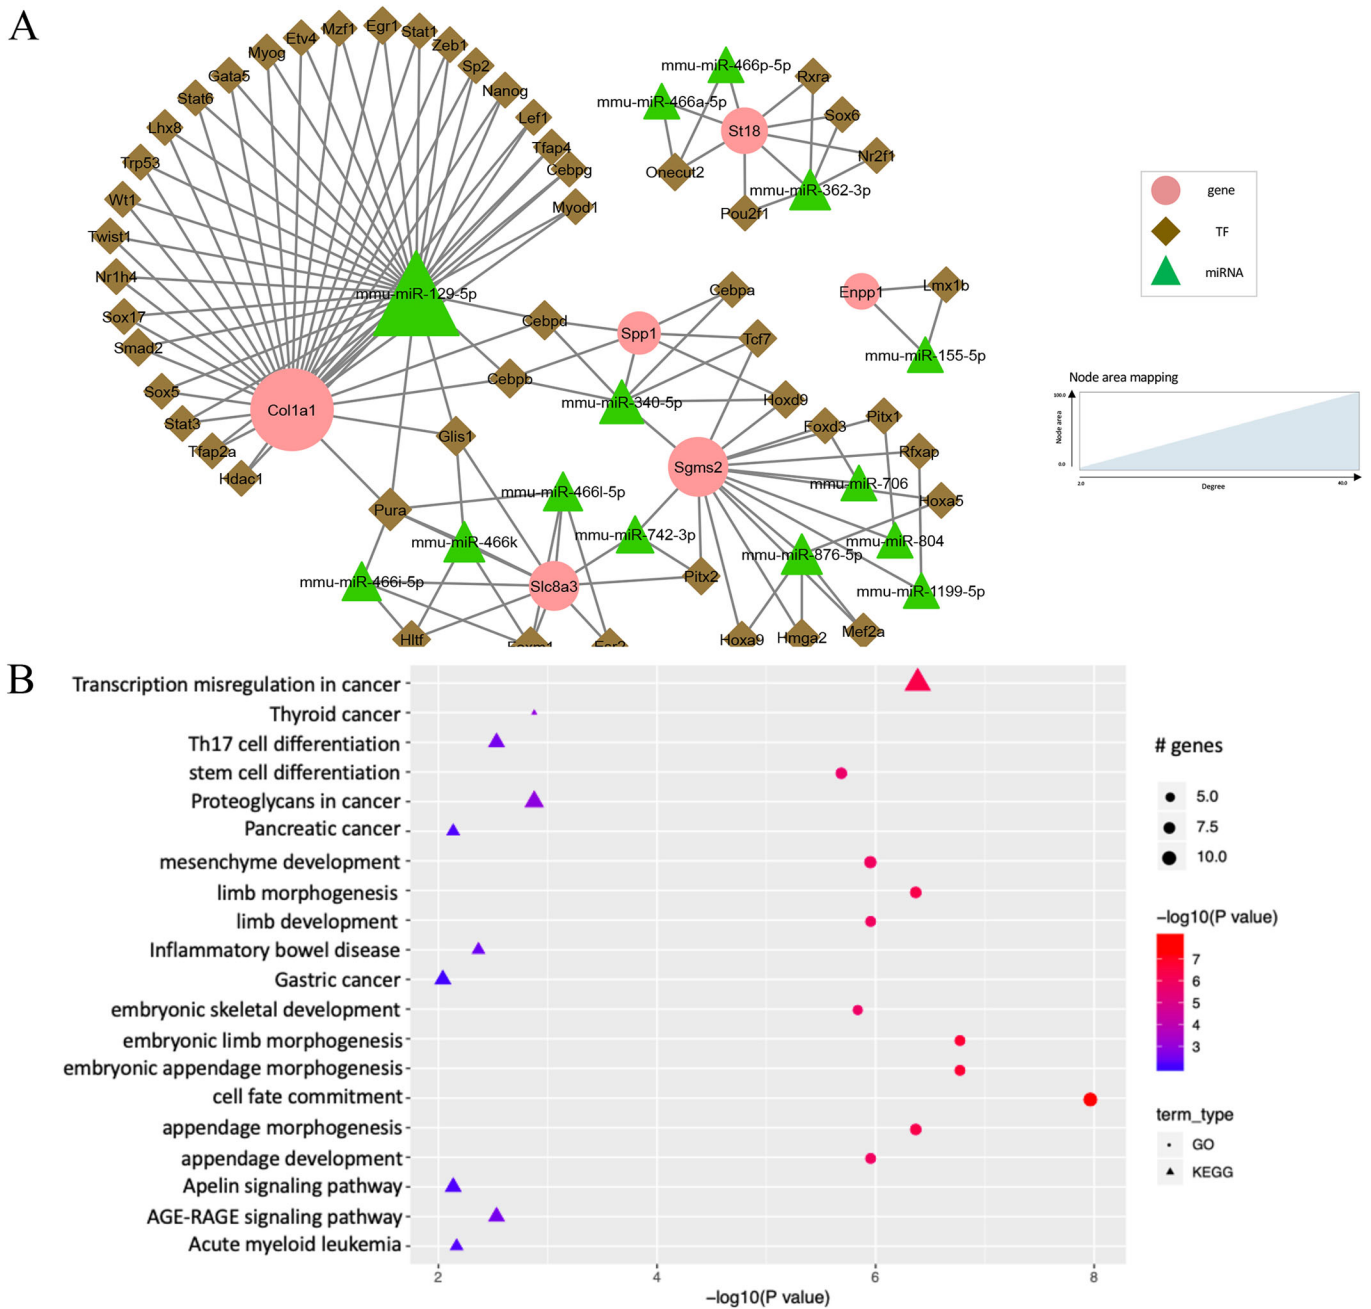 A
Mzf1
Egr1
Stat1
Etv4
Zeb1
Myog
Sp2
Gata5
Nanog
Stat6
Lef1
Lhx8
Tfap4
Trp53
Cebpg
Wt1
Myod1
Twist1
Nr1h4
mmu-miR-129-5p
Sox17
Smad2
Sox5
Col1a1
Stat3
Tfap2a
Hdac1
mmu-miR-466p-5p
Rxra
mmu-miR-466a-5p
Sox6
St18
Nr2f1
Onecut2
mmu-miR-362-3p
Pou2f1
Cebpa
Enpp1
Lmx1b
Cebpd
Spp1
Tcf7
mmu-miR-155-5p
Cebpb
mmu-miR-340-5p
Hoxd9
Foxd3
Pitx1
Glis1
Rfxap
Sgms2
mmu-miR-706
mmu-miR-466l-5p
Hoxa5
Pura
mmu-miR-466k
mmu-miR-742-3p
mmu-miR-804
mmu-miR-876-5p
mmu-miR-466i-5p
Slc8a3
Pitx2
mmu-miR-1199-5p
Hltf
Foxm1
Esr2
Hoxa9
Hmga2
Mef2a
gene
TF
miRNA
Node area mapping
100.0
Node area
0.0
2.0
Degree
40.0
B
Transcription misregulation in cancer
Thyroid cancer
Th17 cell differentiation
stem cell differentiation
Proteoglycans in cancer
Pancreatic cancer
mesenchyme development
limb morphogenesis
limb development
Inflammatory bowel disease
Gastric cancer
embryonic skeletal development
embryonic limb morphogenesis
embryonic appendage morphogenesis
cell fate commitment
appendage morphogenesis
appendage development
Apelin signaling pathway
AGE-RAGE signaling pathway
Acute myeloid leukemia
2
4
6
8
−log10(P value)
# genes
5.0
7.5
10.0
−log10(P value)
7
6
5
4
3
term_type
GO
KEGG